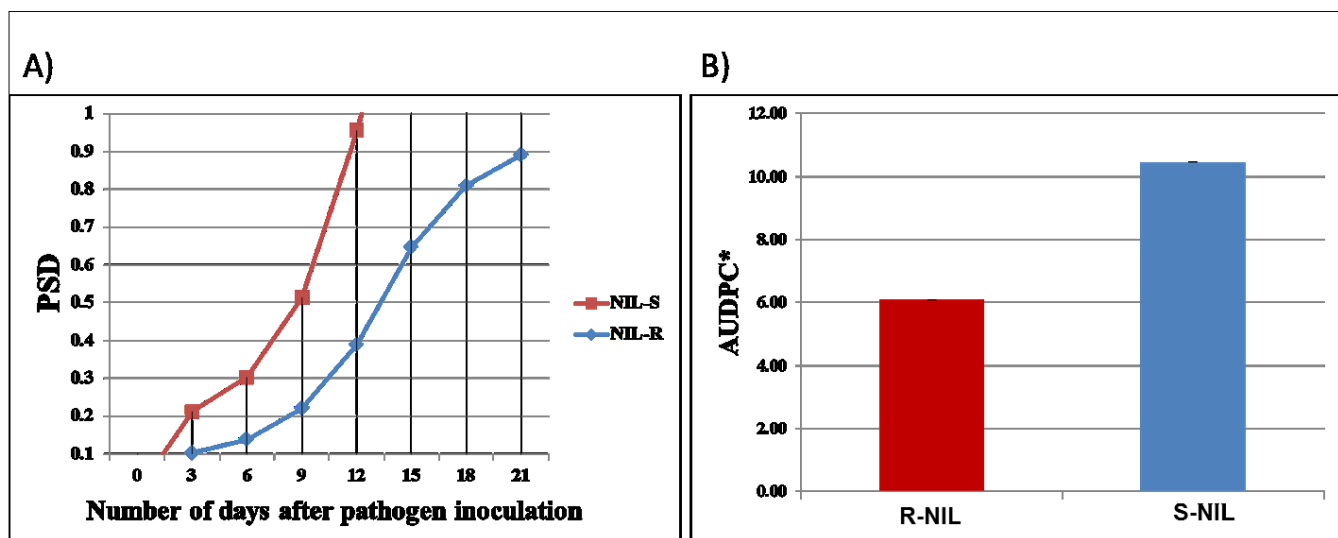 A)
1
0.9
0.8
0.7
0.6
0.5
0.4
0.3
0.2
0.1
PSD
0 3 6 9 12 15 18 21
Number of days after pathogen inoculation
NIL-S
NIL-R
B)
12.00
10.00
8.00
6.00
4.00
2.00
0.00
AUDPC*
R-NIL S-NIL